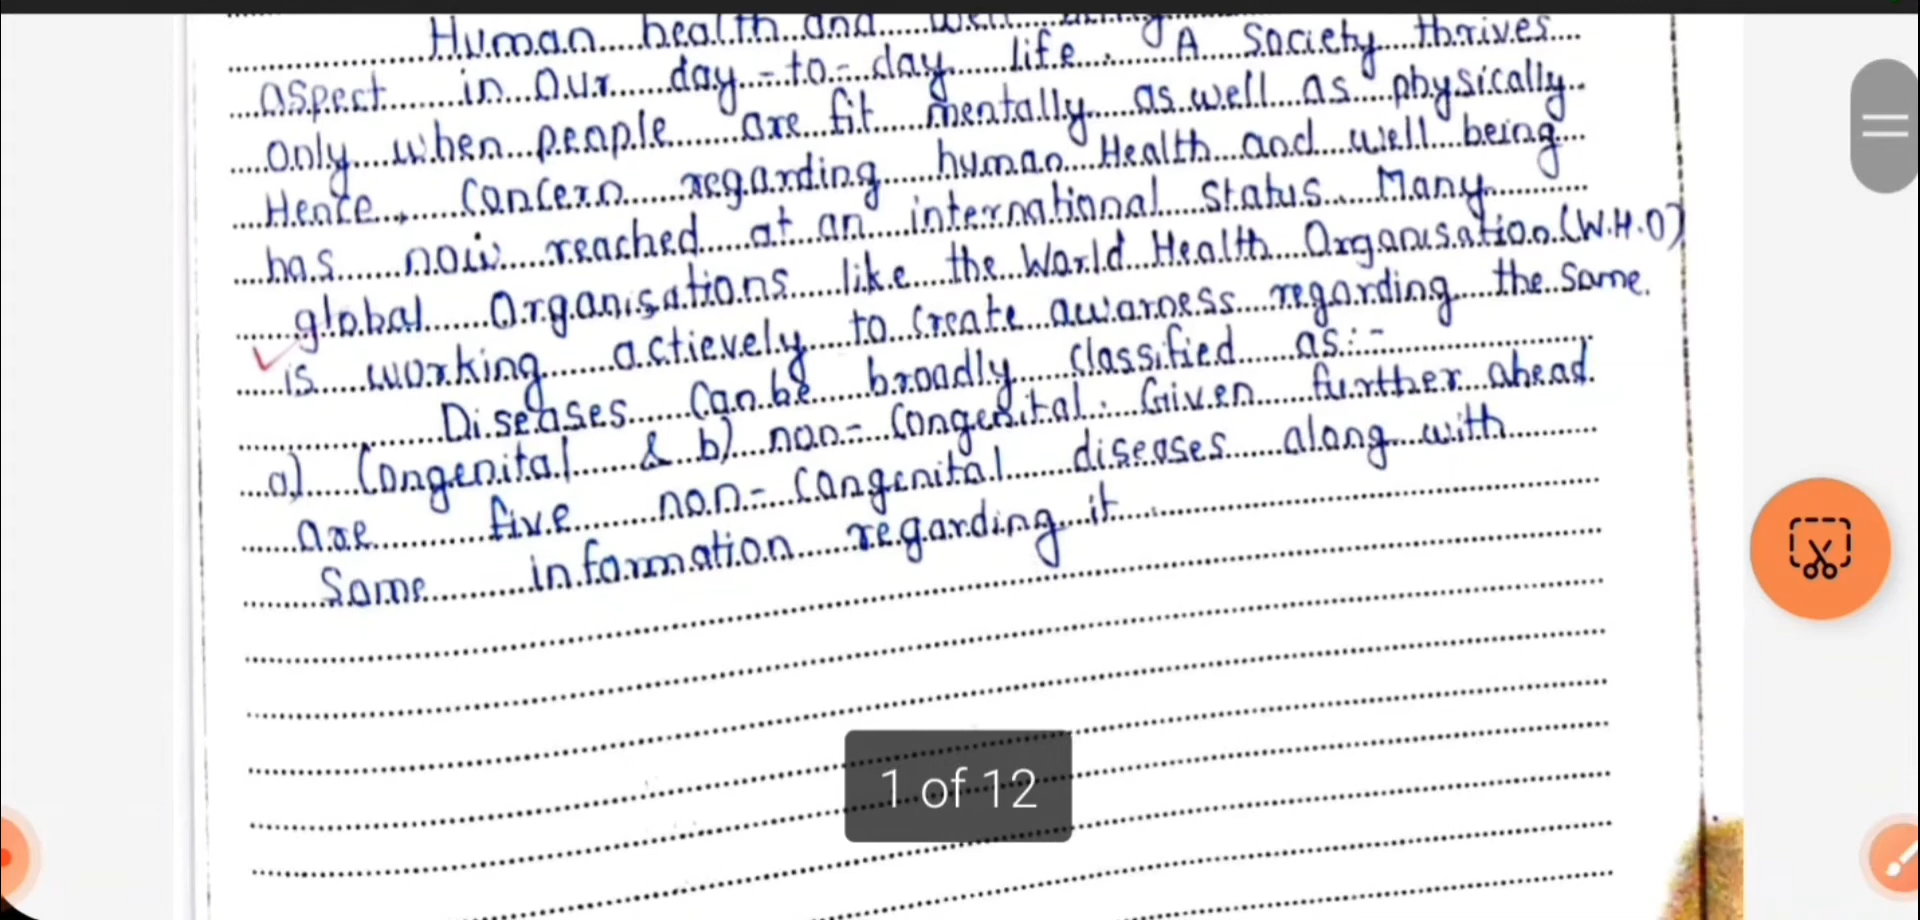 Human health and well being
aspect in our day-to-day life. A society thrives
only when people are fit mentally as well as physically.
Hence, concern regarding human Health and well being
has now reached at an international status. Many
global Organisations like the World Health Organisation (W.H.O)
is working actievely to create awarness regarding the same.
Diseases can be broadly classified as:-
a) Congenital & b) non-congenital. Given further ahead
are five non-congenital diseases along with
Some information regarding it.
1 of 12